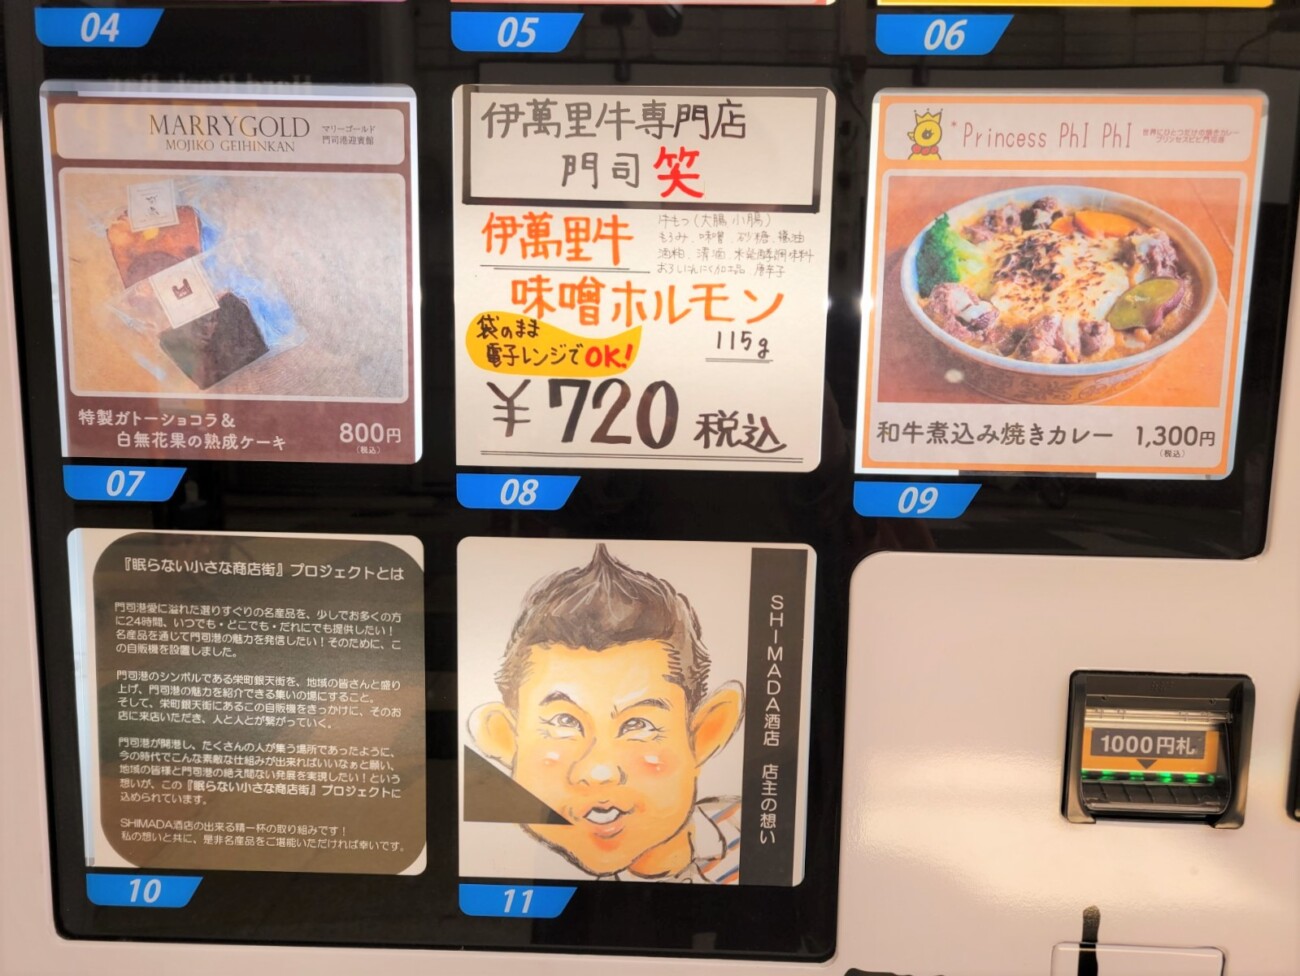 04
05
06
MARRYGOLD
MOJIKO GEIHINKAN
マリーゴールド
門司港迎賓館
特製ガトーショコラ＆
白無花果の熟成ケーキ
800円
(税込)
07
伊萬里牛専門店
門司 笑
伊萬里牛
牛もつ(大腸 小腸)
もろみ、味噌、砂糖、醤油
味噌ホルモン
袋のまま
電子レンジでOK!
115g
¥720 税込
08
Princess PhI PhI
世界にひとつだけの焼きカレー
プリンセスピピ門司港
和牛煮込み焼きカレー
1,300円
(税込)
09
『眠らない小さな商店街』プロジェクトとは
門司港愛に溢れた選りすぐりの名産品を、少しでお多くの方
に24時間、いつでも・どこでも・だれにでも提供したい！
名産品を通じて門司港の魅力を発信したい！そのために、こ
の自販機を設置しました。
門司港のシンボルである栄町銀天街を、地域の皆さんと盛り
上げ、門司港の魅力を紹介できる集いの場にすること。
そして、栄町銀天街にあるこの自販機をきっかけに、そのお
店に来店いただき、人と人とが繋がっていく。
門司港が開港し、たくさんの人が集う場所であったように、
今の時代でこんな素敵な仕組みが出来ればいいなぁと願い、
地域の皆様と門司港の絶え間ない発展を実現したい！という
想いが、この『眠らない小さな商店街』プロジェクトに
込められています。
SHIMADA酒店の出来る精一杯の取り組みです！
私の想いと共に、是非名産品をご堪能いただければ幸いです。
10
SHIMADA酒店 店主の想い
11
1000円札